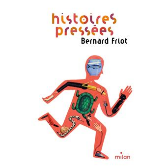 histoires
pressées
Bernard Friot
milan